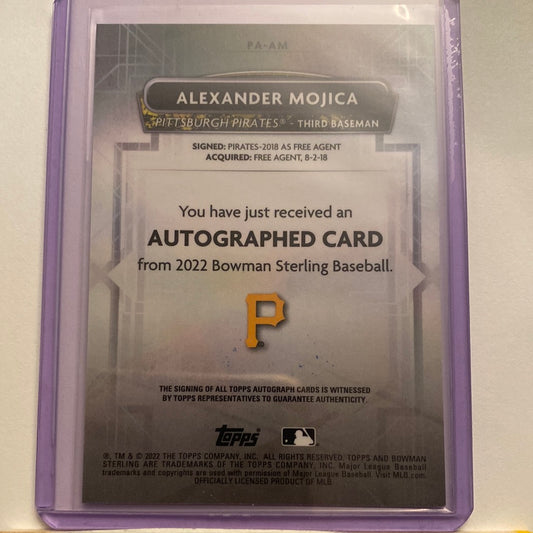 PA-AM
ALEXANDER MOJICA
PITTSBURGH PIRATES® - THIRD BASEMAN
SIGNED: PIRATES-2018 AS FREE AGENT
ACQUIRED: FREE AGENT, 8-2-18
You have just received an
AUTOGRAPHED CARD
from 2022 Bowman Sterling Baseball.
P
®
THE SIGNING OF ALL TOPPS AUTOGRAPH CARDS IS WITNESSED
BY TOPPS REPRESENTATIVES TO GUARANTEE AUTHENTICITY.
Topps
®, TM & © 2022 THE TOPPS COMPANY, INC. ALL RIGHTS RESERVED. TOPPS AND BOWMAN
STERLING ARE TRADEMARKS OF THE TOPPS COMPANY, INC. Major League Baseball
trademarks and copyrights are used with permission of Major League Baseball. Visit MLB.com.
OFFICIALLY LICENSED PRODUCT OF MLB